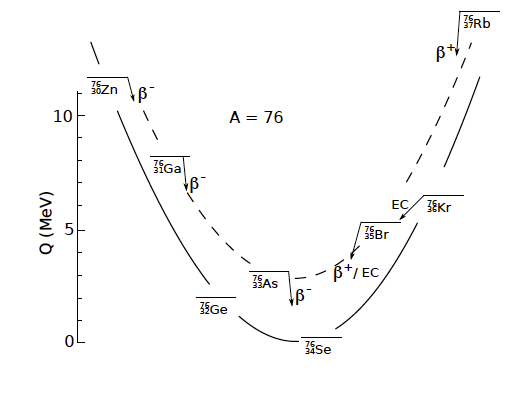 76
37Rb
β+
76
30Zn
β-
10
A = 76
76
31Ga
β-
EC
76
36Kr
Q (MeV)
5
76
35Br
β+/ EC
76
33As
β-
76
32Ge
0
76
34Se